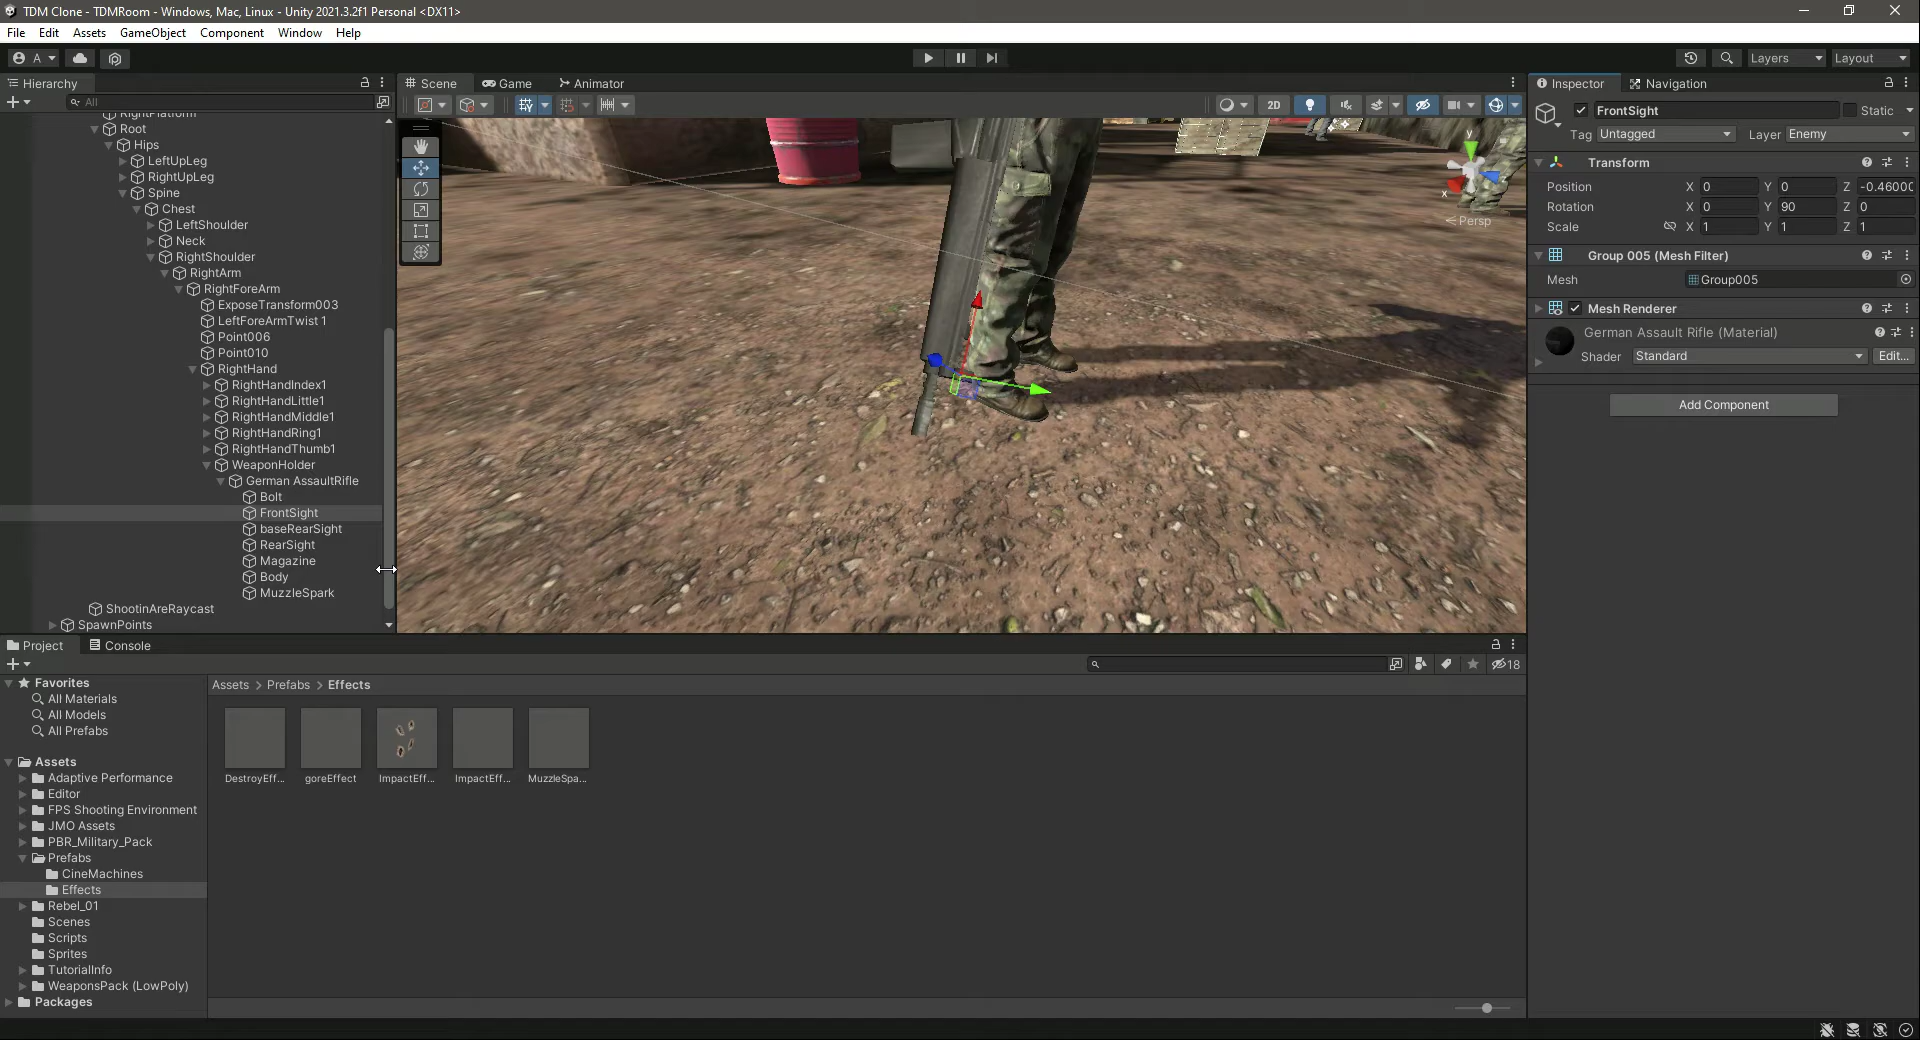 TDM Clone - TDMRoom - Windows, Mac, Linux - Unity 2021.3.2f1 Personal <DX11>
File Edit Assets GameObject Component Window Help
A Layers Layout
Hierarchy
All
RightPlatform
Root
Hips
LeftUpLeg
RightUpLeg
Spine
Chest
LeftShoulder
Neck
RightShoulder
RightArm
RightForeArm
ExposeTransform003
LeftForeArmTwist 1
Point006
Point010
RightHand
RightHandIndex1
RightHandLittle1
RightHandMiddle1
RightHandRing1
RightHandThumb1
WeaponHolder
German AssaultRifle
Bolt
FrontSight
baseRearSight
RearSight
Magazine
Body
MuzzleSpark
ShootinAreRaycast
SpawnPoints
Scene Game Animator
2D
y
x
Persp
Inspector Navigation
FrontSight Static
Tag Untagged Layer Enemy
Transform
Position X 0 Y 0 Z -0.46000
Rotation X 0 Y 90 Z 0
Scale X 1 Y 1 Z 1
Group 005 (Mesh Filter)
Mesh Group005
Mesh Renderer
German Assault Rifle (Material)
Shader Standard Edit...
Add Component
Project Console
18
Favorites
All Materials
All Models
All Prefabs
Assets
Adaptive Performance
Editor
FPS Shooting Environment
JMO Assets
PBR_Military_Pack
Prefabs
CineMachines
Effects
Rebel_01
Scenes
Scripts
Sprites
TutorialInfo
WeaponsPack (LowPoly)
Packages
Assets > Prefabs > Effects
DestroyEff... goreEffect ImpactEff... ImpactEff... MuzzleSpa...